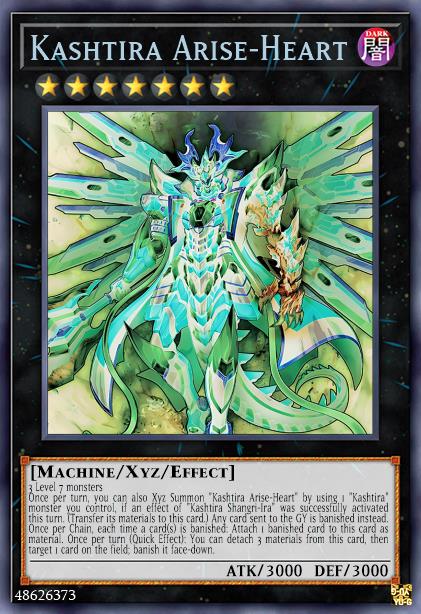 KASHTIRA ARISE-HEART
DARK
闇
[MACHINE/XYZ/EFFECT]
3 Level 7 monsters
Once per turn, you can also Xyz Summon "Kashtira Arise-Heart" by using 1 "Kashtira"
monster you control, if an effect of "Kashtira Shangri-Ira" was successfully activated
this turn. (Transfer its materials to this card.) Any card sent to the GY is banished instead.
Once per Chain, each time a card(s) is banished: Attach 1 banished card to this card as
material. Once per turn (Quick Effect): You can detach 3 materials from this card, then
target 1 card on the field; banish it face-down.
ATK/3000 DEF/3000
48626373